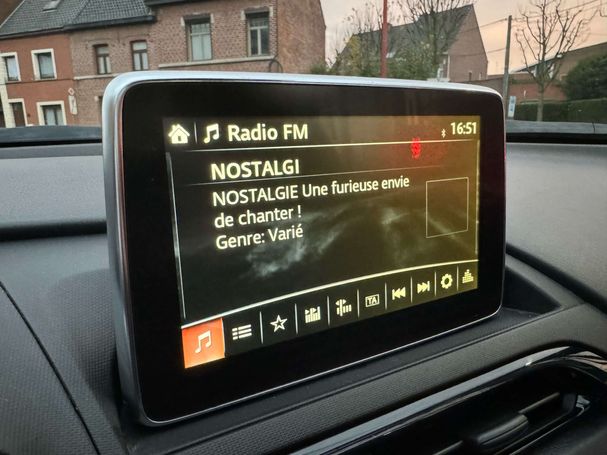 Radio FM
16:51
NOSTALGI
NOSTALGIE Une furieuse envie
de chanter !
Genre: Varié
TA